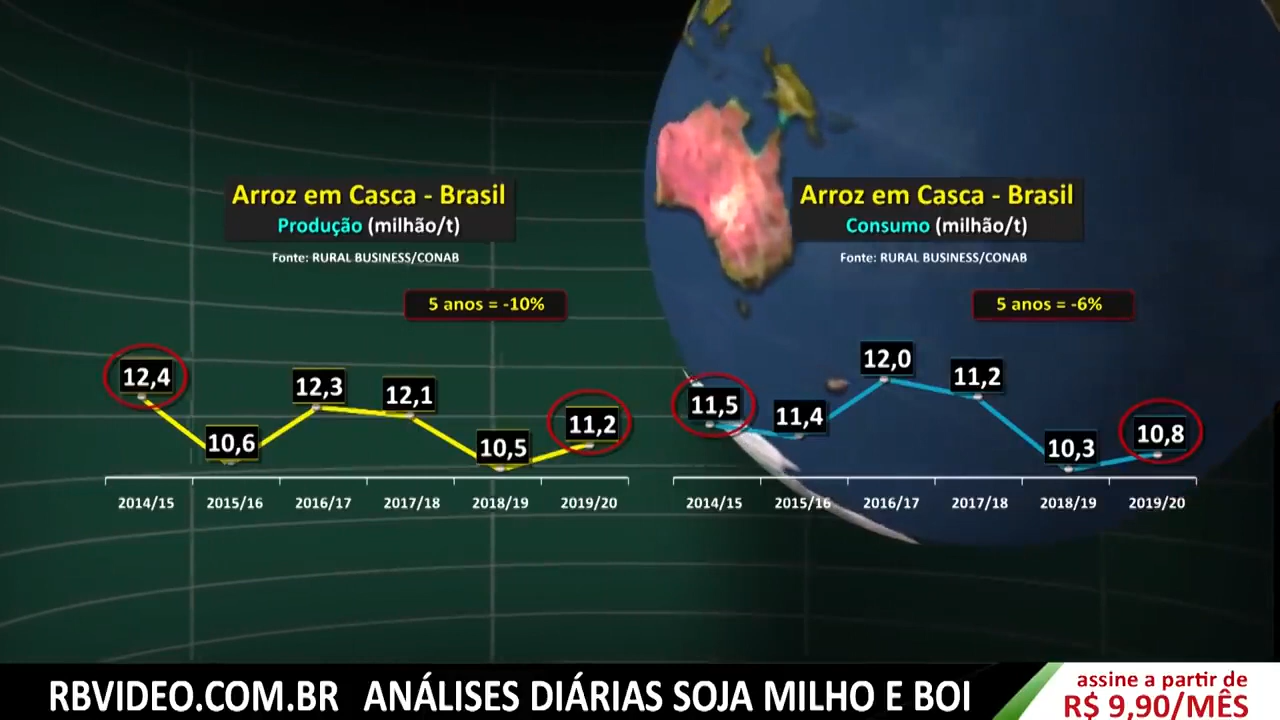 Arroz em Casca - Brasil
Produção (milhão/t)
Fonte: RURAL BUSINESS/CONAB
5 anos = -10%
12,4
10,6
12,3
12,1
10,5
11,2
2014/15 2015/16 2016/17 2017/18 2018/19 2019/20
Arroz em Casca - Brasil
Consumo (milhão/t)
Fonte: RURAL BUSINESS/CONAB
5 anos = -6%
11,5
11,4
12,0
11,2
10,3
10,8
2014/15 2015/16 2016/17 2017/18 2018/19 2019/20
RBVIDEO.COM.BR ANÁLISES DIÁRIAS SOJA MILHO E BOI
assine a partir de
R$ 9,90/MÊS